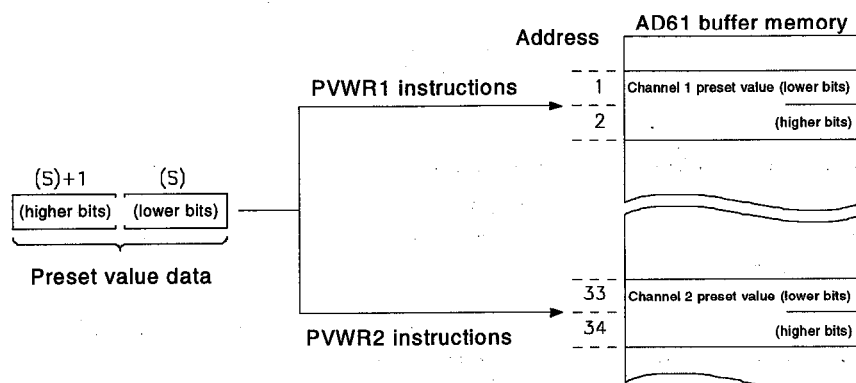 AD61 buffer memory
Address
PVWR1 instructions
1
Channel 1 preset value (lower bits)
2
(higher bits)
(S)+1
(S)
(higher bits)
(lower bits)
Preset value data
33
Channel 2 preset value (lower bits)
34
(higher bits)
PVWR2 instructions